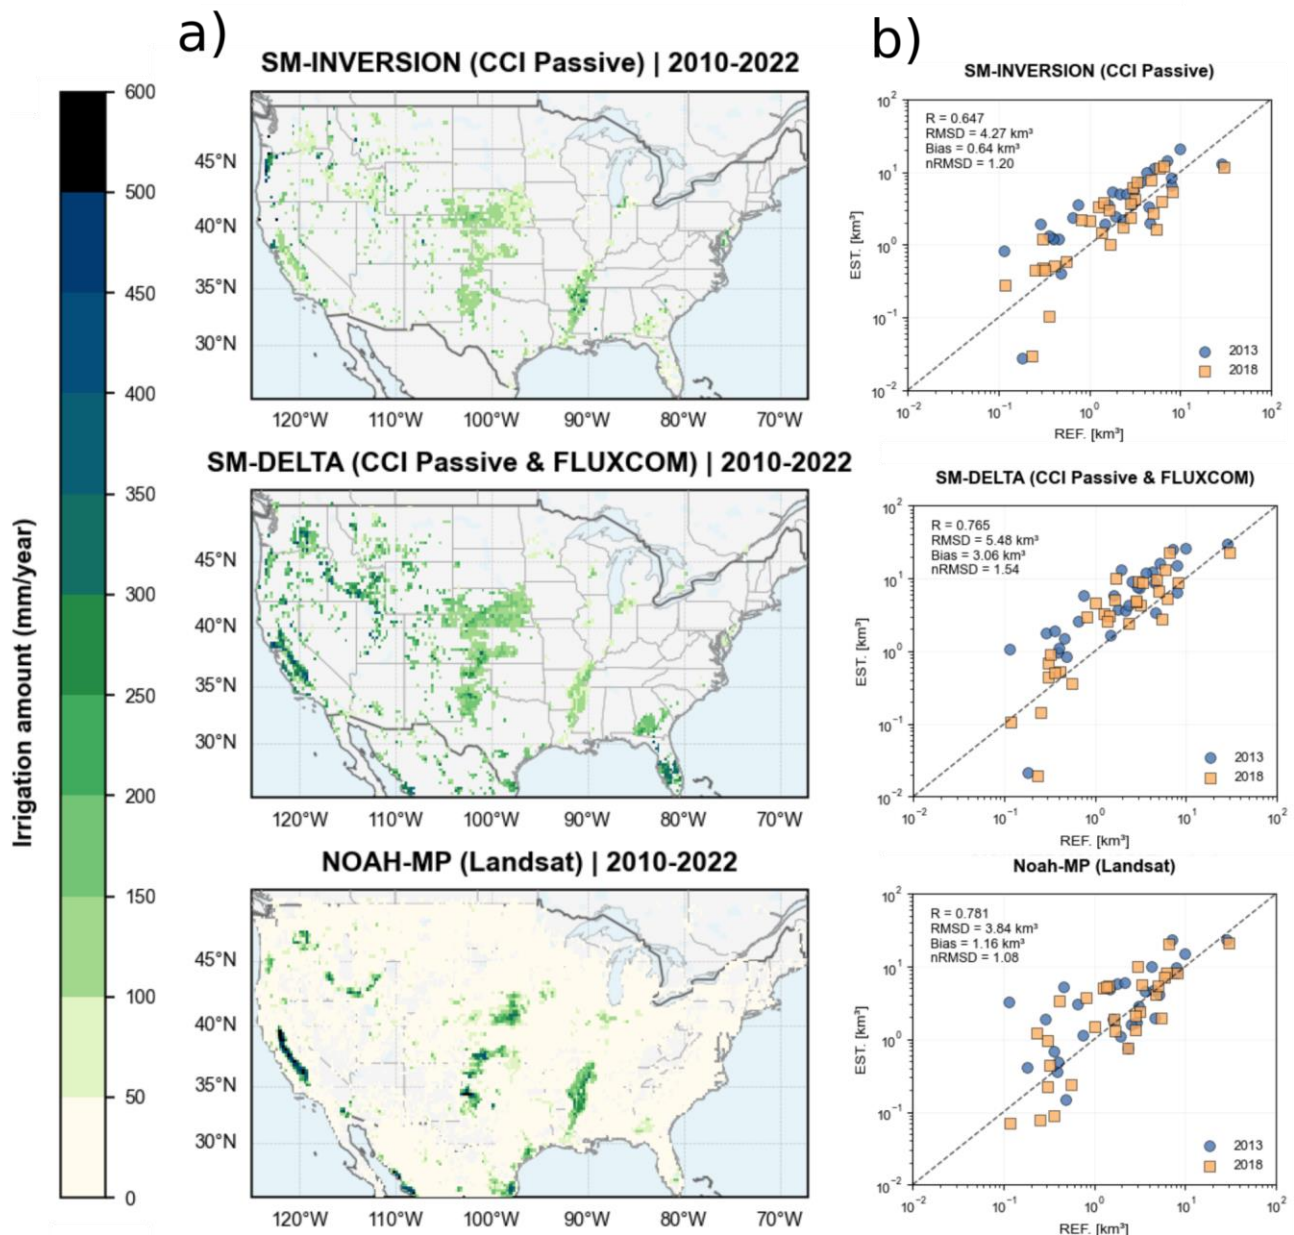 a)
b)
SM-INVERSION (CCI Passive) | 2010-2022
45°N
40°N
35°N
30°N
120°W 110°W 100°W 90°W 80°W 70°W
SM-INVERSION (CCI Passive)
R = 0.647
RMSD = 4.27 km³
Bias = 0.64 km³
nRMSD = 1.20
10²
10¹
10⁰
10⁻¹
10⁻²
EST. [km³]
2013
2018
10⁻² 10⁻¹ 10⁰ 10¹ 10²
REF. [km³]
Irrigation amount (mm/year)
600
500
450
400
350
300
250
200
150
100
50
0
SM-DELTA (CCI Passive & FLUXCOM) | 2010-2022
45°N
40°N
35°N
30°N
120°W 110°W 100°W 90°W 80°W 70°W
SM-DELTA (CCI Passive & FLUXCOM)
R = 0.765
RMSD = 5.48 km³
Bias = 3.06 km³
nRMSD = 1.54
10²
10¹
10⁰
10⁻¹
10⁻²
EST. [km³]
2013
2018
10⁻² 10⁻¹ 10⁰ 10¹ 10²
REF. [km³]
NOAH-MP (Landsat) | 2010-2022
45°N
40°N
35°N
30°N
120°W 110°W 100°W 90°W 80°W 70°W
Noah-MP (Landsat)
R = 0.781
RMSD = 3.84 km³
Bias = 1.16 km³
nRMSD = 1.08
10²
10¹
10⁰
10⁻¹
10⁻²
EST. [km³]
2013
2018
10⁻² 10⁻¹ 10⁰ 10¹ 10²
REF. [km³]